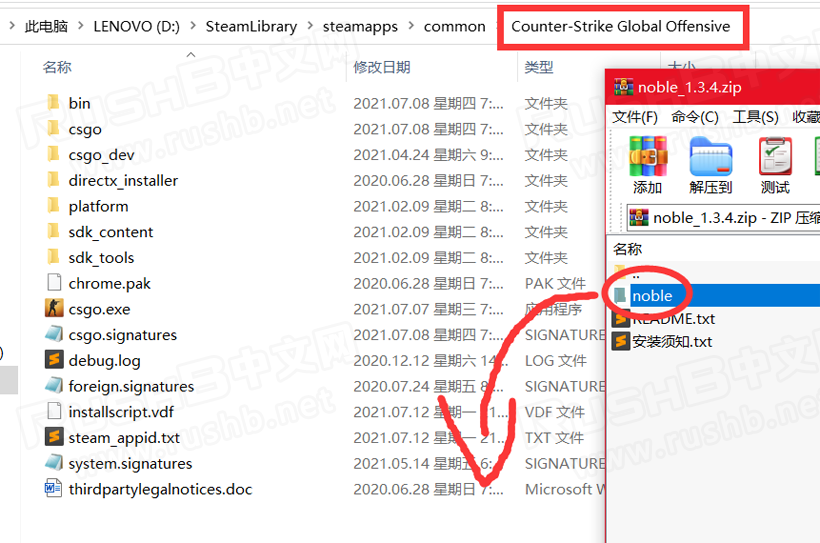 此电脑 > LENOVO (D:) > SteamLibrary > steamapps > common > Counter-Strike Global Offensive
名称 修改日期 类型 大小
bin 2021.07.08 星期四 7:... 文件夹
csgo 2021.07.08 星期四 7:... 文件夹
csgo_dev 2021.04.24 星期六 9:... 文件夹
directx_installer 2020.06.28 星期日 7:... 文件夹
platform 2021.02.09 星期二 8:... 文件夹
sdk_content 2021.02.09 星期二 8:... 文件夹
sdk_tools 2021.02.09 星期二 8:... 文件夹
chrome.pak 2020.06.28 星期日 7:... PAK 文件
csgo.exe 2021.07.07 星期三 7:... 应用程序
csgo.signatures 2021.07.08 星期四 7:... SIGNATURE
debug.log 2020.12.12 星期六 14... LOG 文件
foreign.signatures 2020.07.24 星期五 8:... SIGNATURE
installscript.vdf 2021.07.12 星期一 21... VDF 文件
steam_appid.txt 2021.07.12 星期一 21... TXT 文件
system.signatures 2021.05.14 星期五 6:... SIGNATURE
thirdpartylegalnotices.doc 2020.06.28 星期日 7:... Microsoft W
noble_1.3.4.zip
文件(F) 命令(C) 工具(S) 收藏
添加 解压到 测试
noble_1.3.4.zip - ZIP 压缩
名称
..
noble
README.txt
安装须知.txt
RushB中文网
www.rushb.net